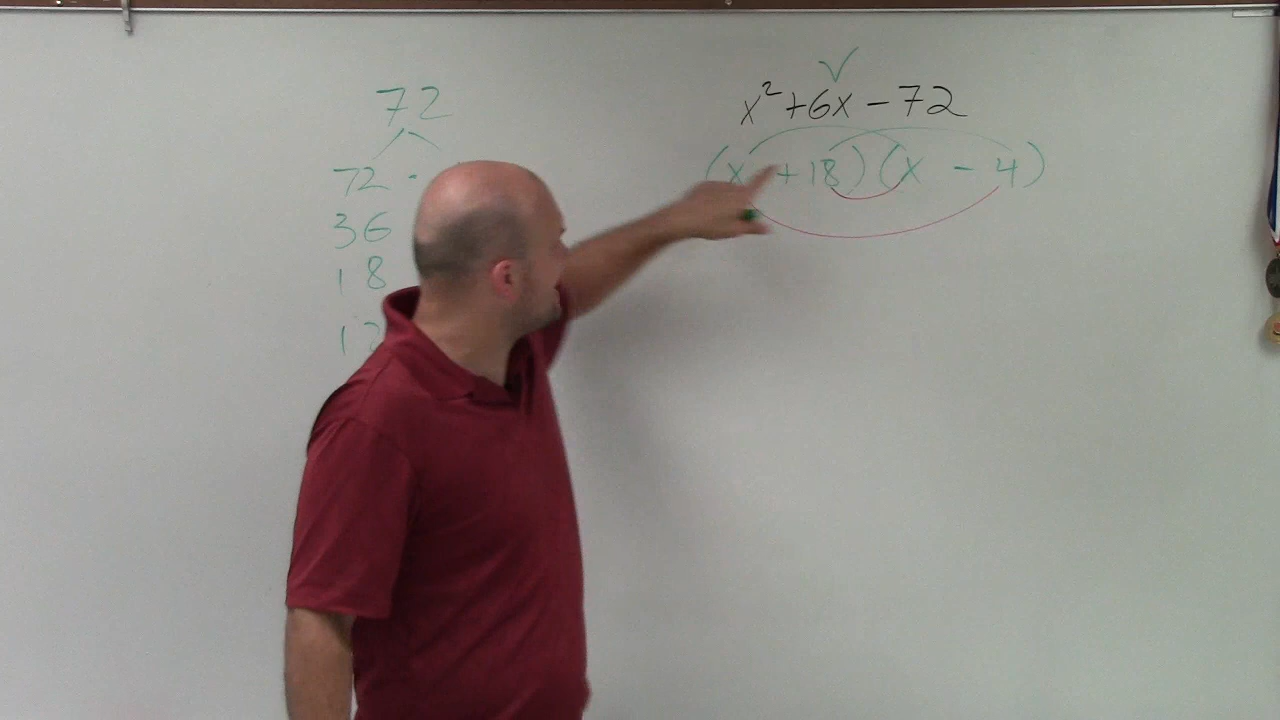 72
72 ·
36
18
12
x² + 6x - 72
(x + 18)(x - 4)